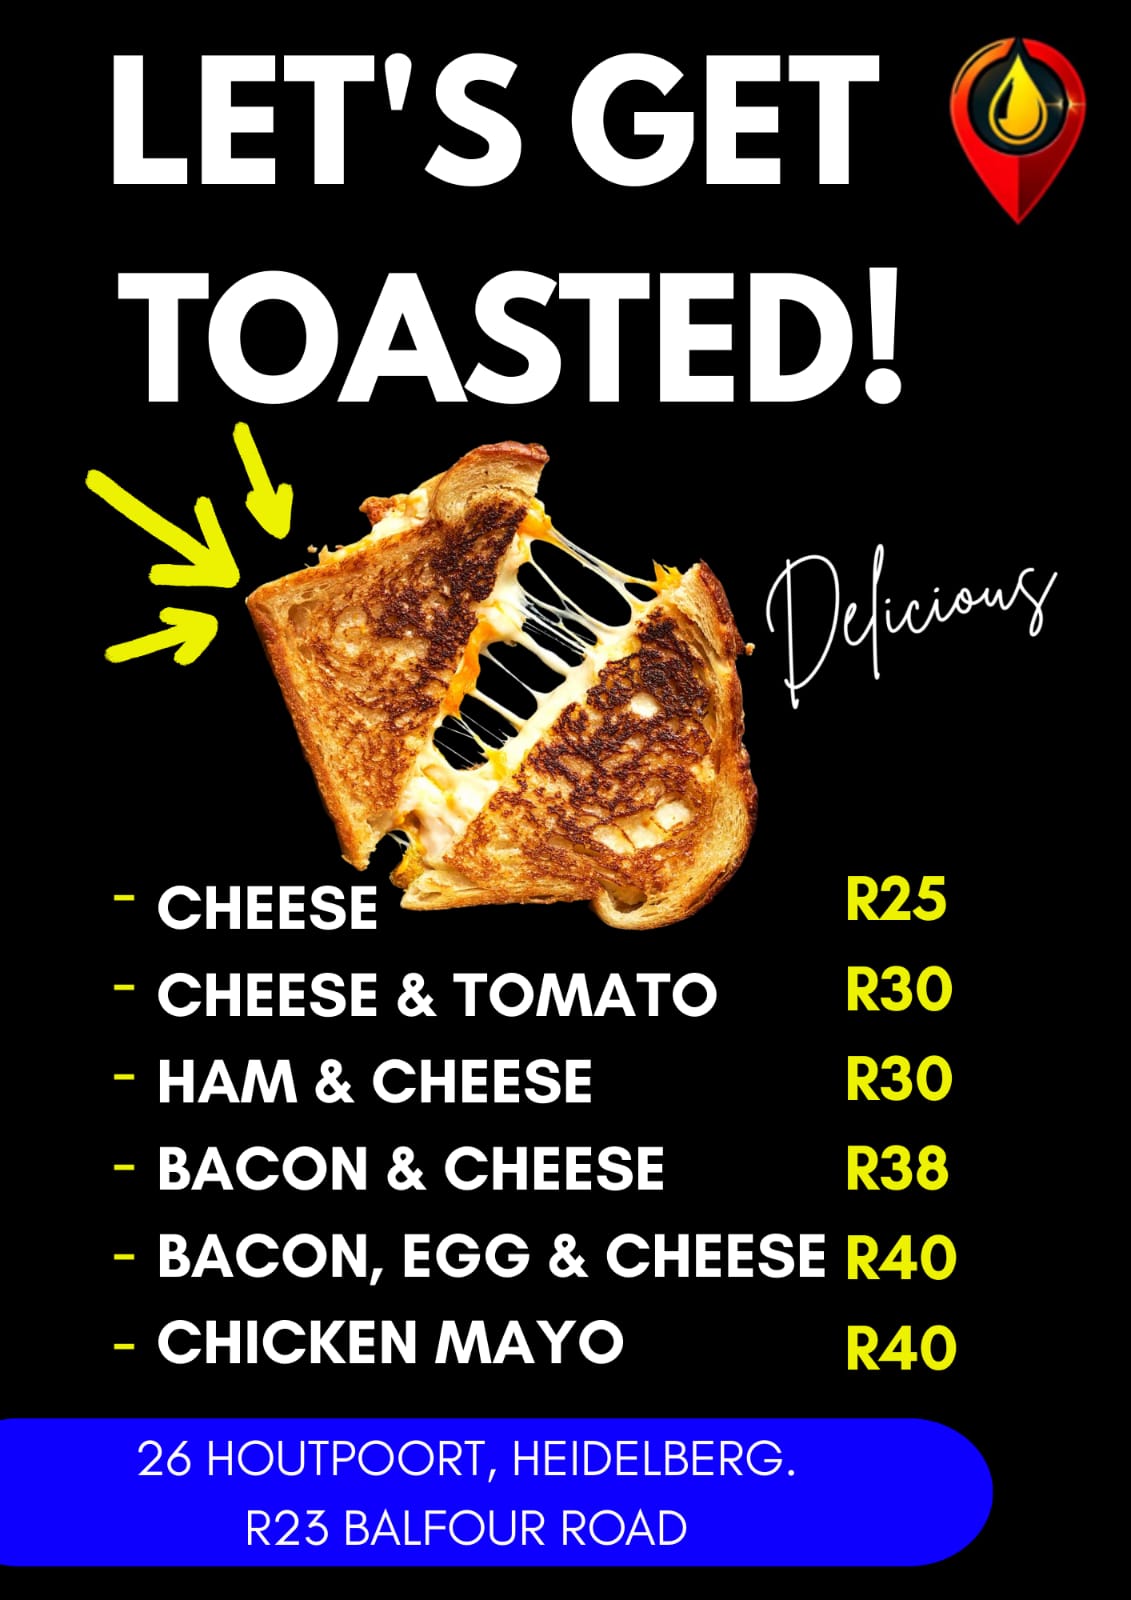 LET'S GET
TOASTED!
Delicious
- CHEESE R25
- CHEESE & TOMATO R30
- HAM & CHEESE R30
- BACON & CHEESE R38
- BACON, EGG & CHEESE R40
- CHICKEN MAYO R40
26 HOUTPOORT, HEIDELBERG.
R23 BALFOUR ROAD